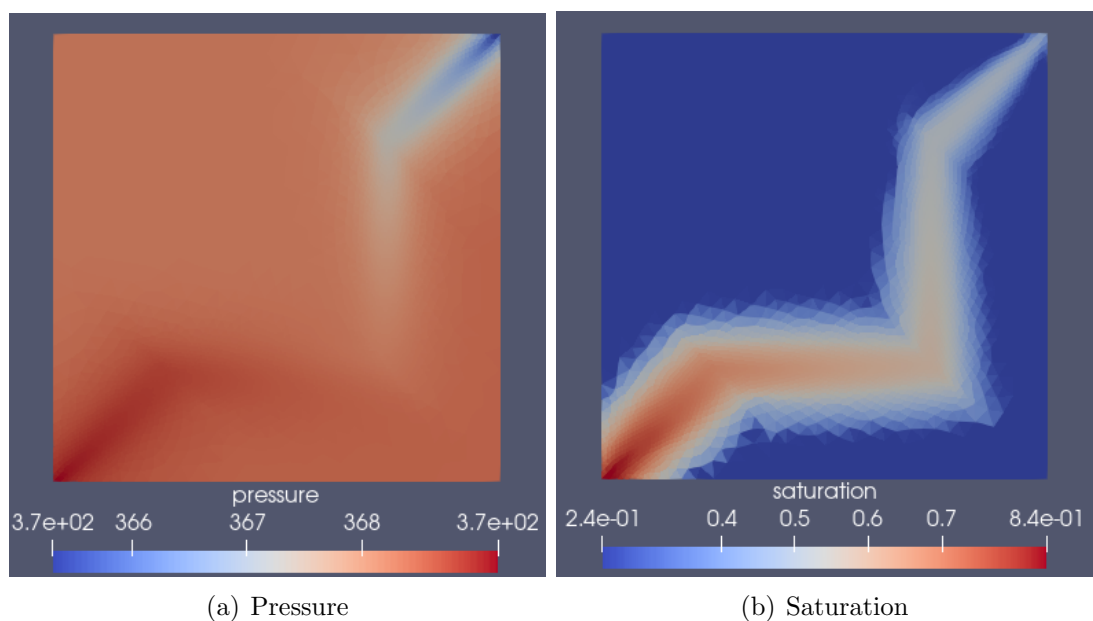 pressure
3.7e+02 366 367 368 3.7e+02
(a) Pressure
saturation
2.4e-01 0.4 0.5 0.6 0.7 8.4e-01
(b) Saturation